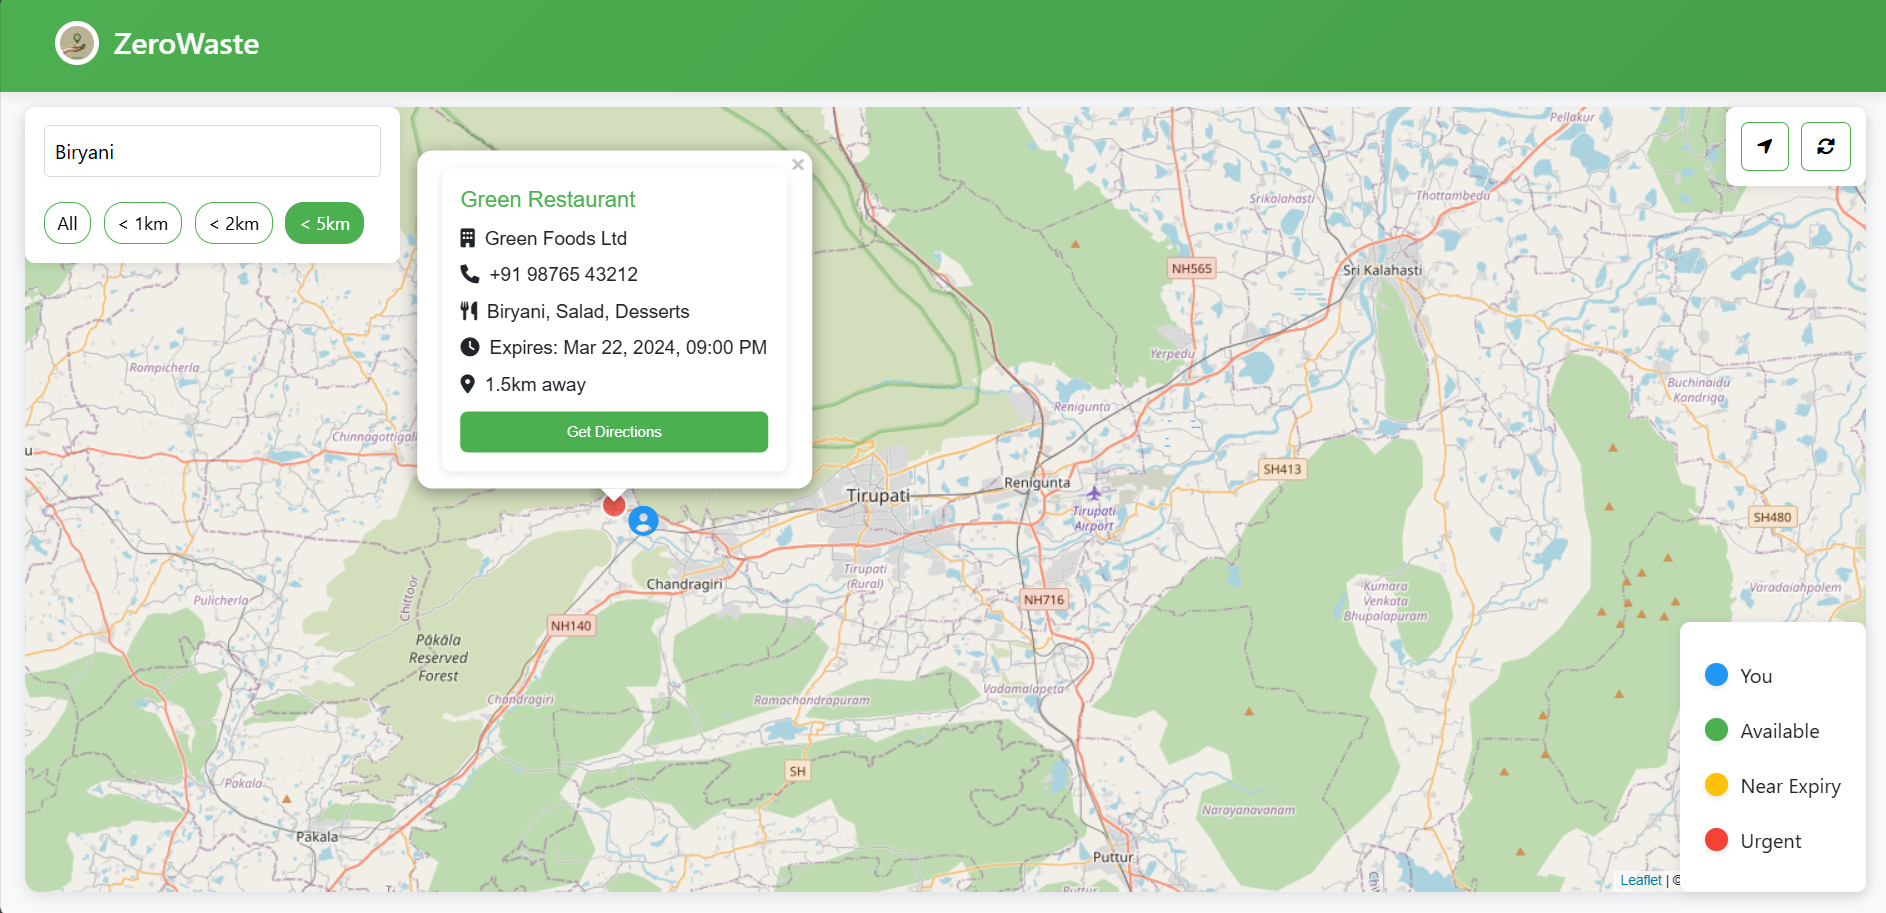 ZeroWaste
Biryani
All
< 1km
< 2km
< 5km
×
Green Restaurant
Green Foods Ltd
+91 98765 43212
Biryani, Salad, Desserts
Expires: Mar 22, 2024, 09:00 PM
1.5km away
Get Directions
Pellakur
Srikalahasti
Thottambedu
NH565
Sri Kalahasti
Yerpedu
Rompicherla
Buchinaidu
Kandriga
Renigunta
Chinnagottigal
u
SH413
Renigunta
Tirupati
Tirupati
Airport
SH480
Tirupati
(Rural)
Chandragiri
Chittoor
Pulicherla
NH716
Kumara
Venkata
Bhupalapuram
Varadaiahpalem
NH140
Pākāla
Reserved
Forest
Chandragiri
Ramachandrapuram
Vadamalapeta
SH
Pakala
Pakala
Narayanavanam
Puttur
Puttur
You
Available
Near Expiry
Urgent
Leaflet | ©